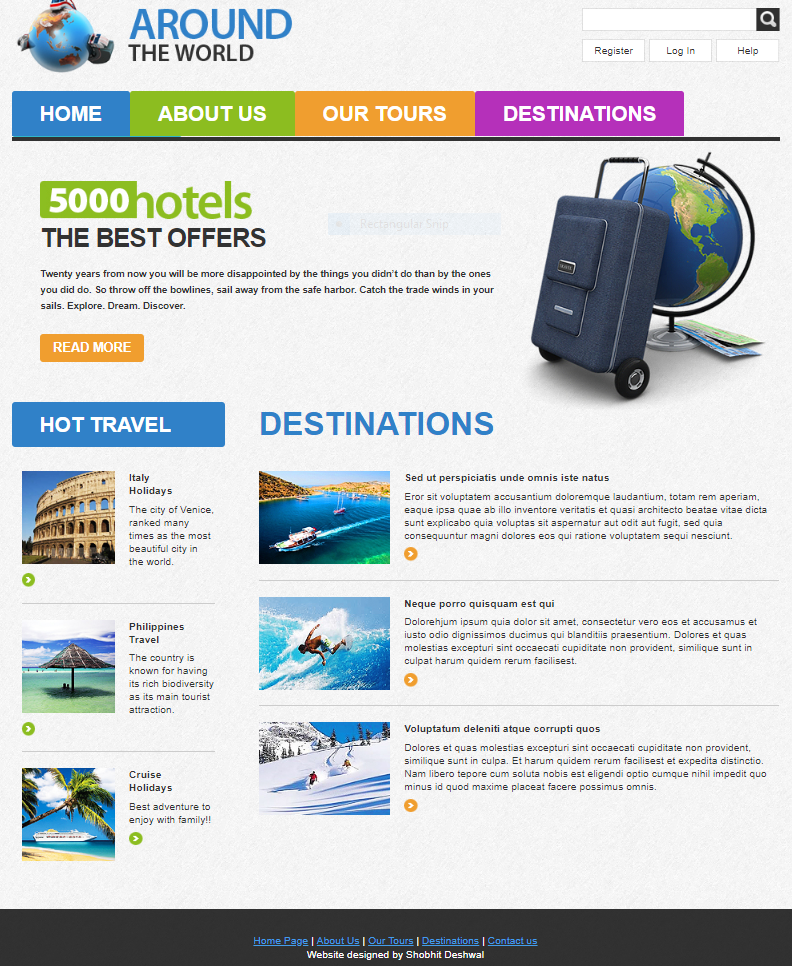 AROUND
THE WORLD
Register
Log In
Help
HOME
ABOUT US
OUR TOURS
DESTINATIONS
5000hotels
THE BEST OFFERS
Rectangular Snip
Twenty years from now you will be more disappointed by the things you didn't do than by the ones
you did do. So throw off the bowlines, sail away from the safe harbor. Catch the trade winds in your
sails. Explore. Dream. Discover.
READ MORE
HOT TRAVEL
Italy
Holidays
The city of Venice,
ranked many
times as the most
beautiful city in
the world.
Philippines
Travel
The country is
known for having
its rich biodiversity
as its main tourist
attraction.
Cruise
Holidays
Best adventure to
enjoy with family!!
DESTINATIONS
Sed ut perspiciatis unde omnis iste natus
Eror sit voluptatem accusantium doloremque laudantium, totam rem aperiam,
eaque ipsa quae ab illo inventore veritatis et quasi architecto beatae vitae dicta
sunt explicabo quia voluptas sit aspernatur aut odit aut fugit, sed quia
consequuntur magni dolores eos qui ratione voluptatem sequi nesciunt.
Neque porro quisquam est qui
Dolorehjum ipsum quia dolor sit amet, consectetur vero eos et accusamus et
iusto odio dignissimos ducimus qui blanditiis praesentium. Dolores et quas
molestias excepturi sint occaecati cupiditate non provident, similique sunt in
culpat harum quidem rerum facilisest.
Voluptatum deleniti atque corrupti quos
Dolores et quas molestias excepturi sint occaecati cupiditate non provident,
similique sunt in culpa. Et harum quidem rerum facilisest et expedita distinctio.
Nam libero tepore cum soluta nobis est eligendi optio cumque nihil impedit quo
minus id quod maxime placeat facere possimus omnis.
Home Page | About Us | Our Tours | Destinations | Contact us
Website designed by Shobhit Deshwal